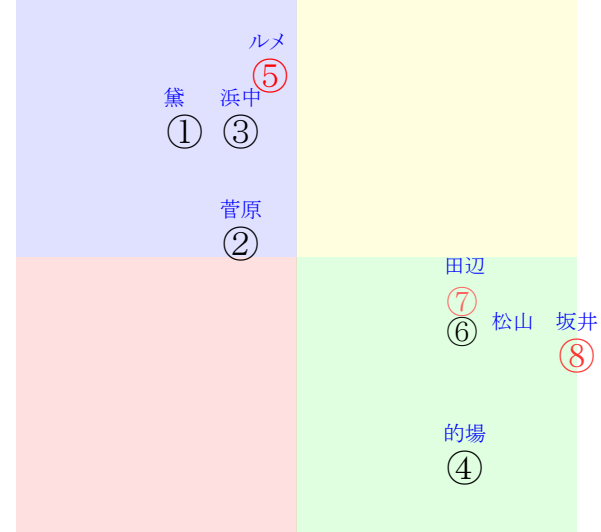 ルメ
⑤
黛 浜中
① ③
菅原
②
田辺
⑦
⑥ 松山 坂井
⑧
的場
④